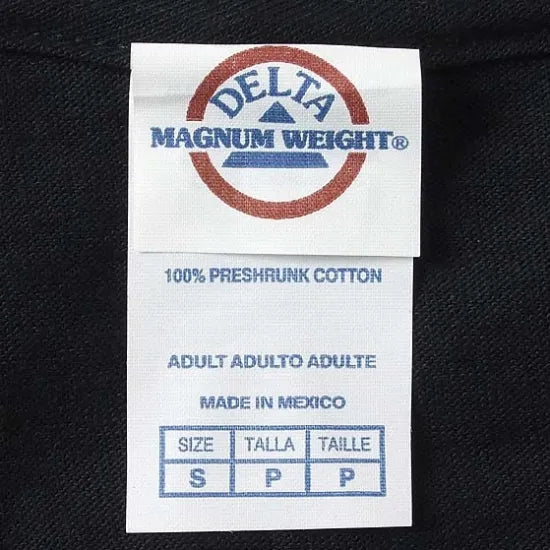 DELTA
MAGNUM WEIGHT®
100% PRESHRUNK COTTON
ADULT ADULTO ADULTE
MADE IN MEXICO
SIZE TALLA TAILLE
S P P